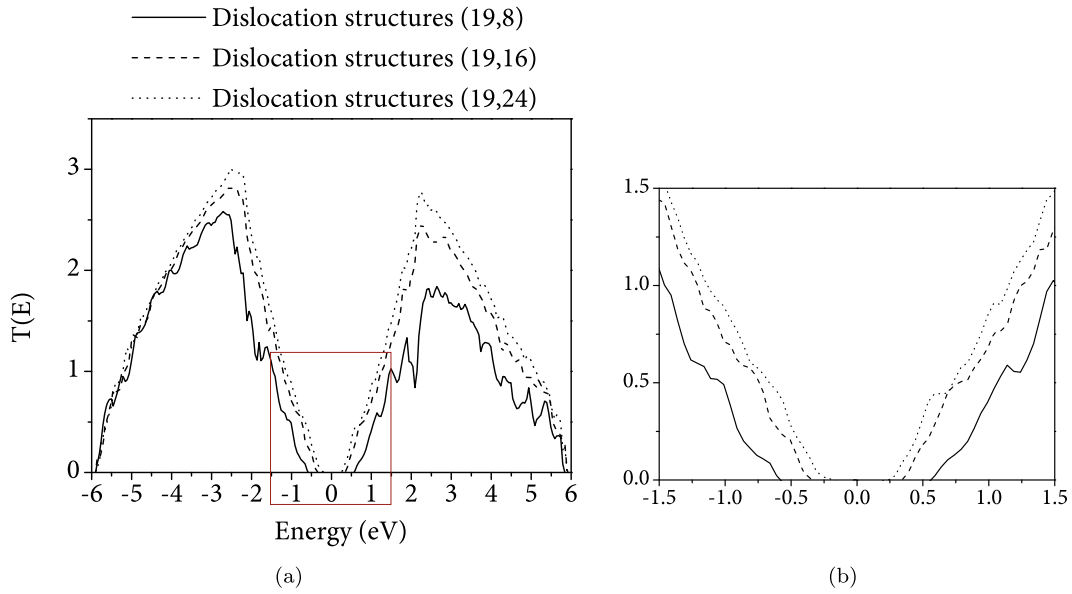 Dislocation structures (19,8)
Dislocation structures (19,16)
Dislocation structures (19,24)
T(E)
3
2
1
0
-6 -5 -4 -3 -2 -1 0 1 2 3 4 5 6
Energy (eV)
(a)
1.5
1.0
0.5
0.0
-1.5 -1.0 -0.5 0.0 0.5 1.0 1.5
(b)